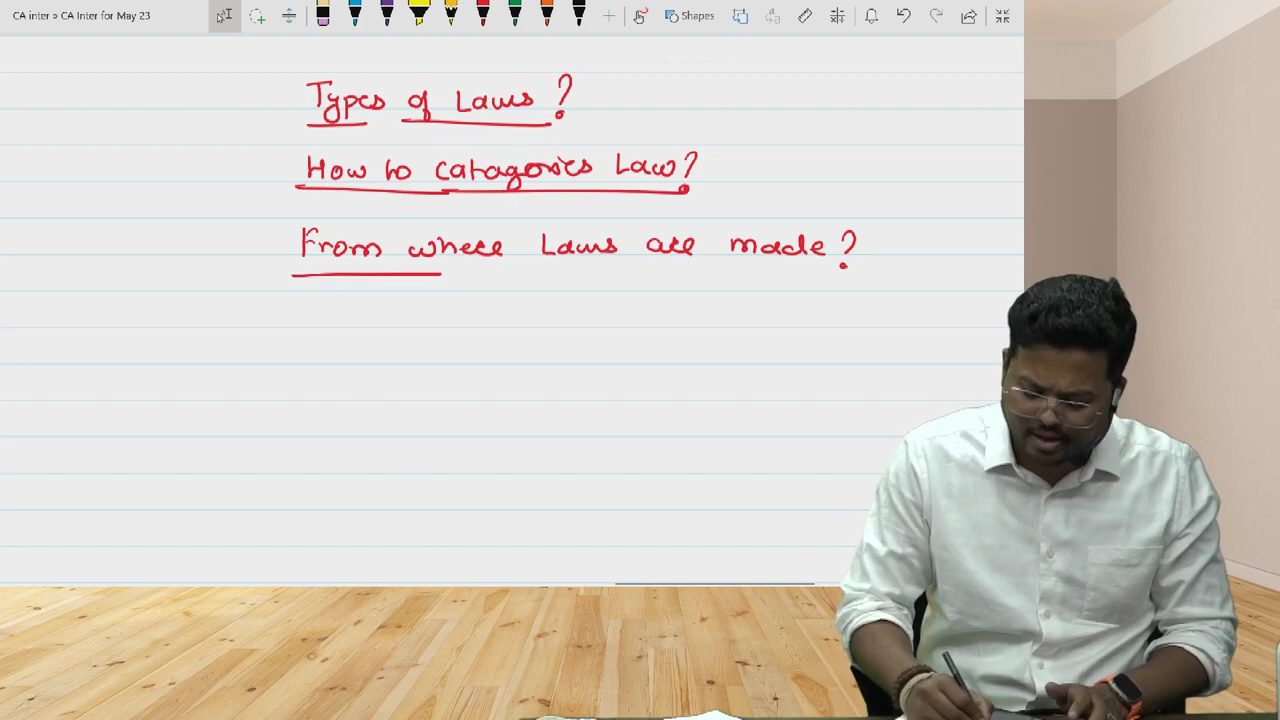 CA inter » CA Inter for May 23
Shapes
Types of Laws?
How to catagories Law?
From where Laws are made?